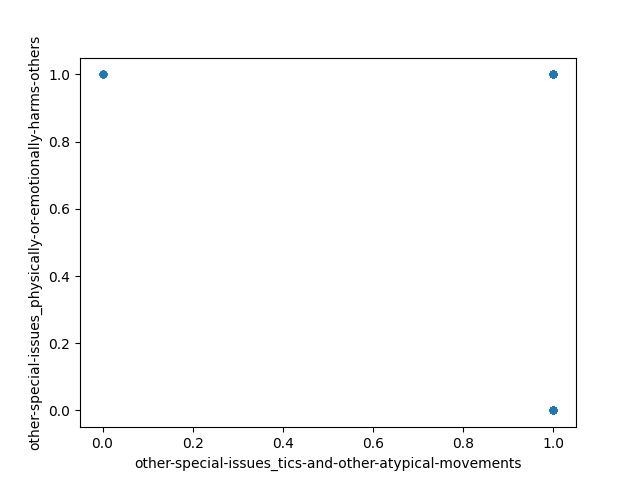 other-special-issues_physically-or-emotionally-harms-others
1.0
0.8
0.6
0.4
0.2
0.0
0.0 0.2 0.4 0.6 0.8 1.0
other-special-issues_tics-and-other-atypical-movements